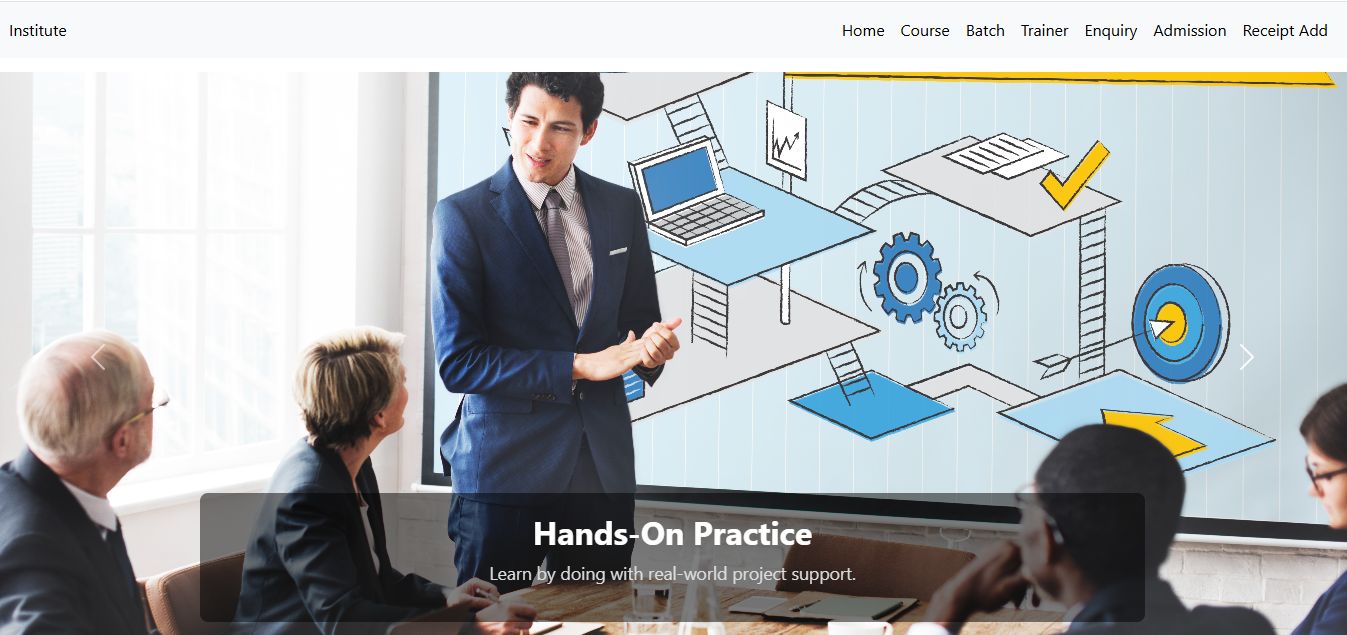 Institute
Home Course Batch Trainer Enquiry Admission Receipt Add
Hands-On Practice
Learn by doing with real-world project support.